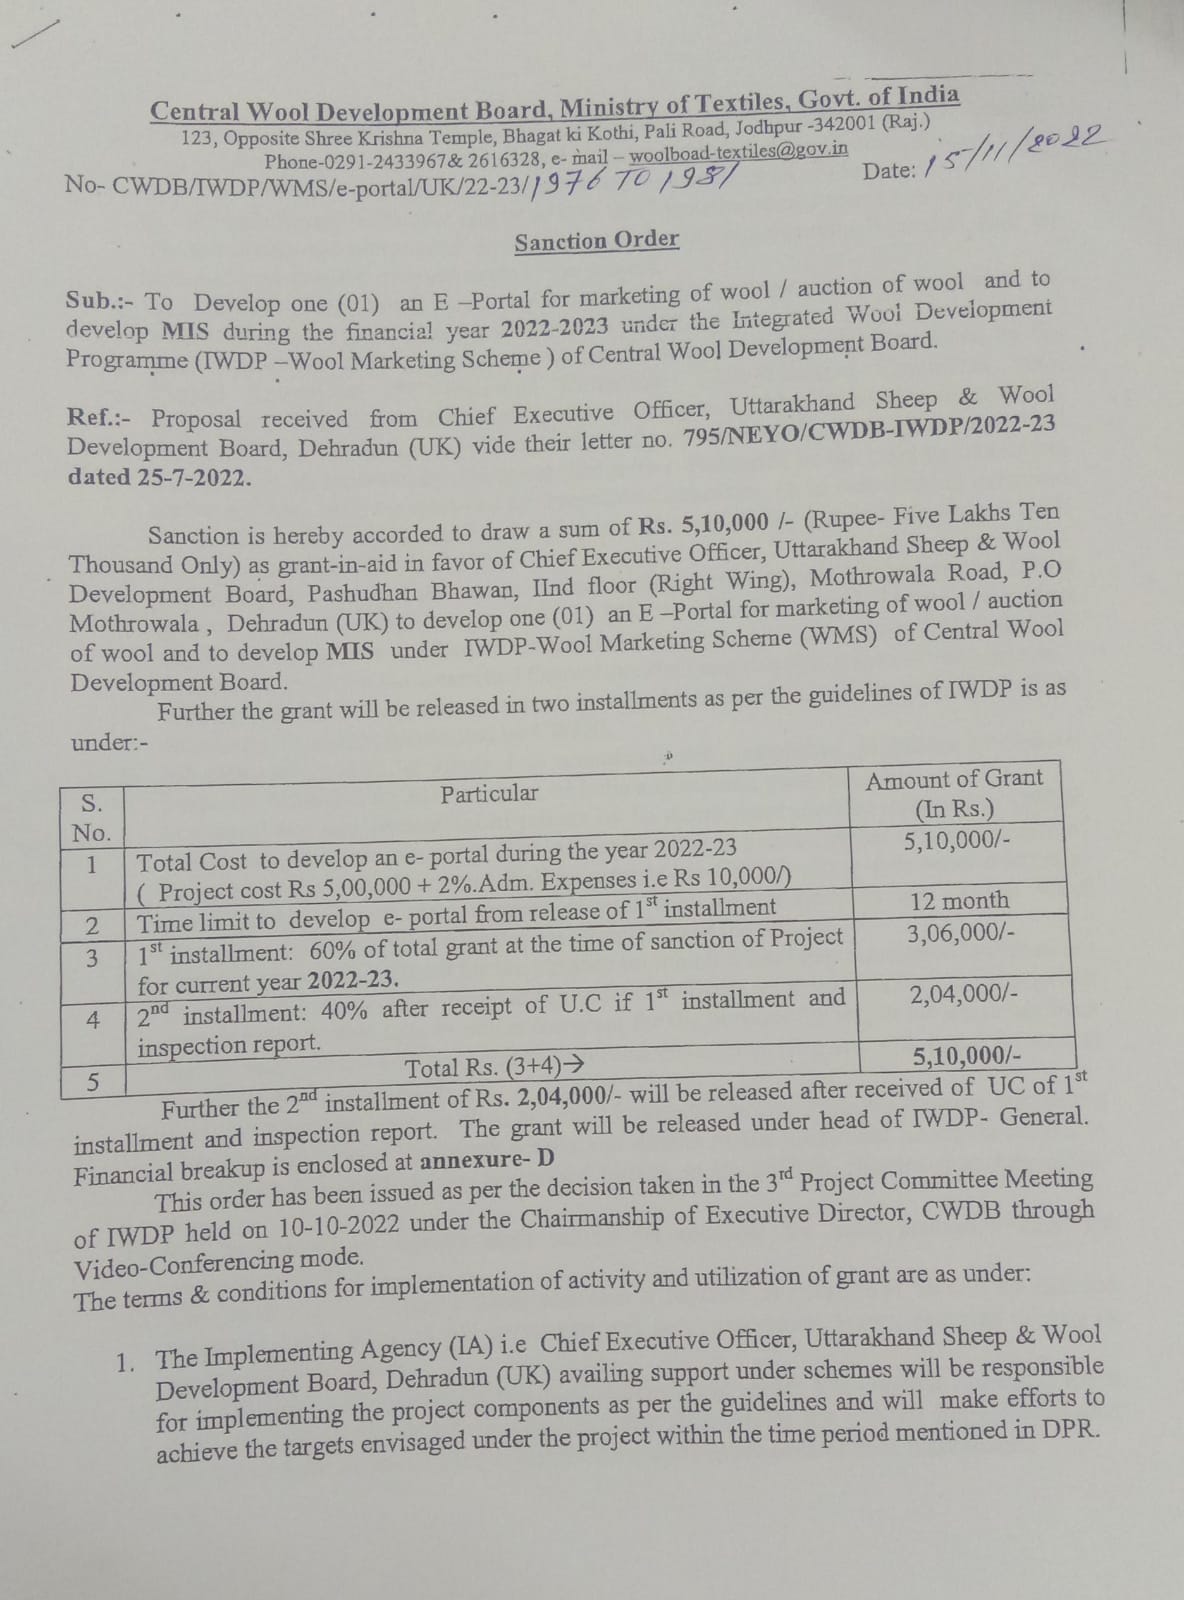 Central Wool Development Board, Ministry of Textiles, Govt. of India
123, Opposite Shree Krishna Temple, Bhagat ki Kothi, Pali Road, Jodhpur -342001 (Raj.)
Phone-0291-2433967& 2616328, e- mail – woolboad-textiles@gov.in
No- CWDB/IWDP/WMS/e-portal/UK/22-23/1976 TO 1981 Date: 15/11/2022
Sanction Order
Sub.:- To Develop one (01) an E –Portal for marketing of wool / auction of wool and to
develop MIS during the financial year 2022-2023 under the Integrated Wool Development
Programme (IWDP –Wool Marketing Scheme ) of Central Wool Development Board.
Ref.:- Proposal received from Chief Executive Officer, Uttarakhand Sheep & Wool
Development Board, Dehradun (UK) vide their letter no. 795/NEYO/CWDB-IWDP/2022-23
dated 25-7-2022.
Sanction is hereby accorded to draw a sum of Rs. 5,10,000 /- (Rupee- Five Lakhs Ten
Thousand Only) as grant-in-aid in favor of Chief Executive Officer, Uttarakhand Sheep & Wool
Development Board, Pashudhan Bhawan, IInd floor (Right Wing), Mothrowala Road, P.O
Mothrowala , Dehradun (UK) to develop one (01) an E –Portal for marketing of wool / auction
of wool and to develop MIS under IWDP-Wool Marketing Scheme (WMS) of Central Wool
Development Board.
Further the grant will be released in two installments as per the guidelines of IWDP is as
under:-
S. No. Particular Amount of Grant (In Rs.)
1 Total Cost to develop an e- portal during the year 2022-23 5,10,000/-
( Project cost Rs 5,00,000 + 2%.Adm. Expenses i.e Rs 10,000/)
2 Time limit to develop e- portal from release of 1st installment 12 month
3 1st installment: 60% of total grant at the time of sanction of Project 3,06,000/-
for current year 2022-23.
4 2nd installment: 40% after receipt of U.C if 1st installment and 2,04,000/-
inspection report.
5 Total Rs. (3+4)→ 5,10,000/-
Further the 2nd installment of Rs. 2,04,000/- will be released after received of UC of 1st
installment and inspection report. The grant will be released under head of IWDP- General.
Financial breakup is enclosed at annexure- D
This order has been issued as per the decision taken in the 3rd Project Committee Meeting
of IWDP held on 10-10-2022 under the Chairmanship of Executive Director, CWDB through
Video-Conferencing mode.
The terms & conditions for implementation of activity and utilization of grant are as under:
1. The Implementing Agency (IA) i.e Chief Executive Officer, Uttarakhand Sheep & Wool
Development Board, Dehradun (UK) availing support under schemes will be responsible
for implementing the project components as per the guidelines and will make efforts to
achieve the targets envisaged under the project within the time period mentioned in DPR.